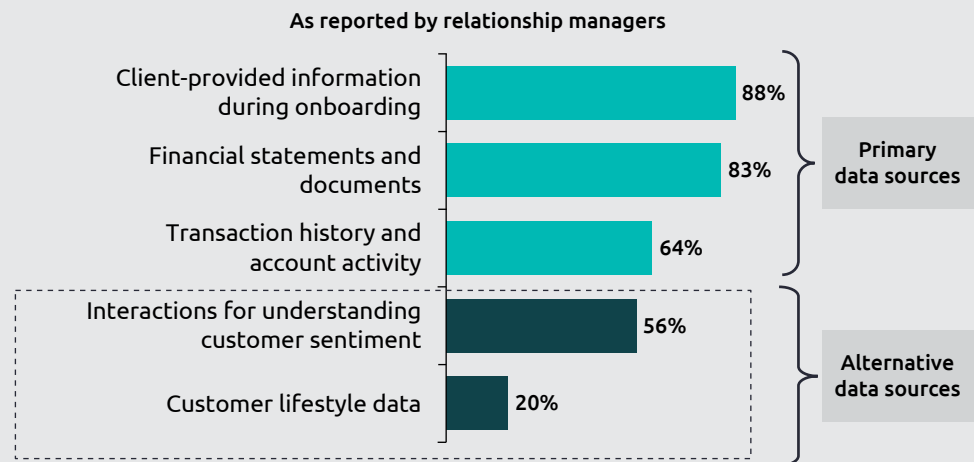 As reported by relationship managers
Client-provided information
during onboarding
88%
Financial statements and
documents
83%
Transaction history and
account activity
64%
Primary
data sources
Interactions for understanding
customer sentiment
56%
Customer lifestyle data
20%
Alternative
data sources